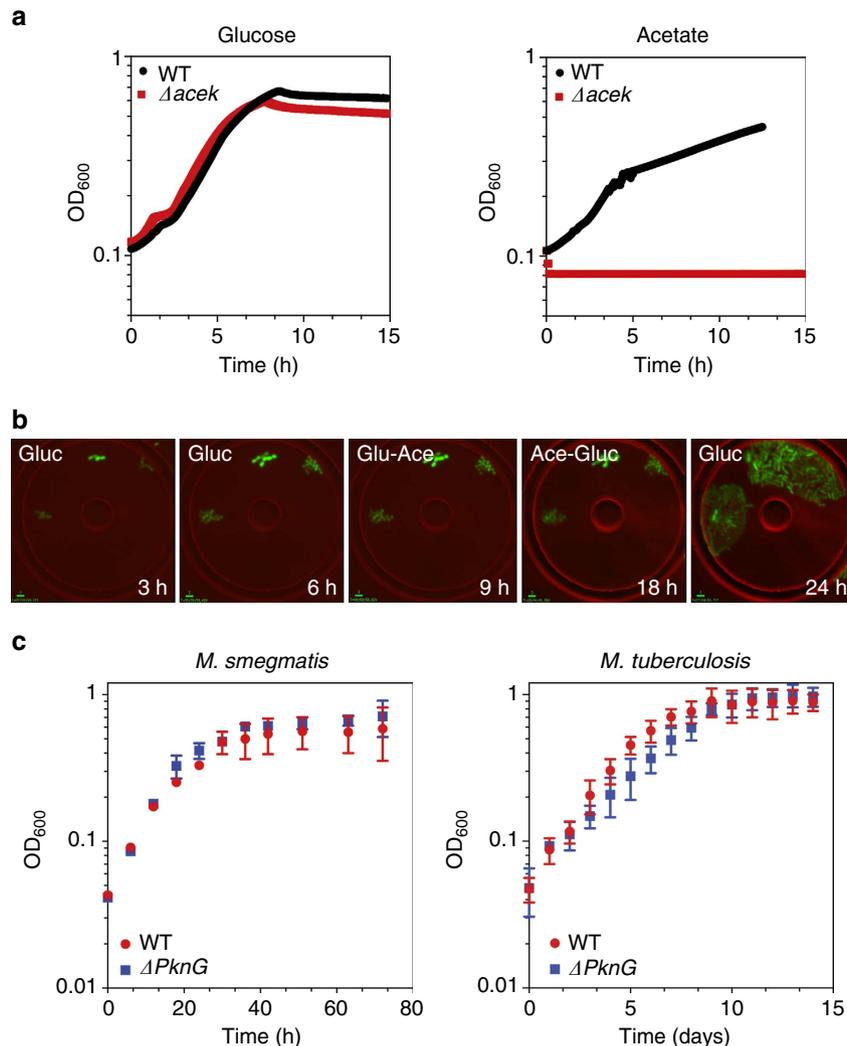 a
Glucose
Acetate
WT
Δacek
WT
Δacek
1
0.1
OD600
0
5
10
15
Time (h)
1
0.1
OD600
0
5
10
15
Time (h)
b
Gluc
Gluc
Glu-Ace
Ace-Gluc
Gluc
3 h
6 h
9 h
18 h
24 h
c
M. smegmatis
M. tuberculosis
1
0.1
0.01
OD600
WT
ΔPknG
0
20
40
60
80
Time (h)
1
0.1
0.01
OD600
WT
ΔPknG
0
5
10
15
Time (days)